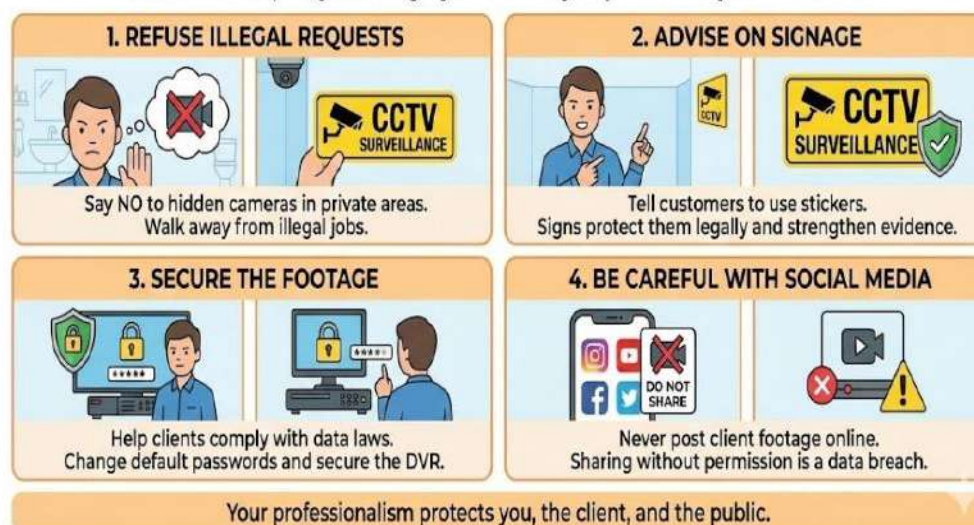 1. REFUSE ILLEGAL REQUESTS
CCTV
SURVEILLANCE
Say NO to hidden cameras in private areas.
Walk away from illegal jobs.
2. ADVISE ON SIGNAGE
CCTV
CCTV
SURVEILLANCE
Tell customers to use stickers.
Signs protect them legally and strengthen evidence.
3. SECURE THE FOOTAGE
*****
****
Help clients comply with data laws.
Change default passwords and secure the DVR.
4. BE CAREFUL WITH SOCIAL MEDIA
DO NOT
SHARE
Never post client footage online.
Sharing without permission is a data breach.
Your professionalism protects you, the client, and the public.